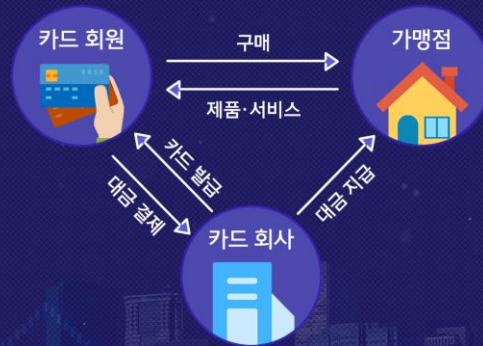 카드 회원
구매
가맹점
제품·서비스
카드 발급
대금 결제
대금 지급
카드 회사